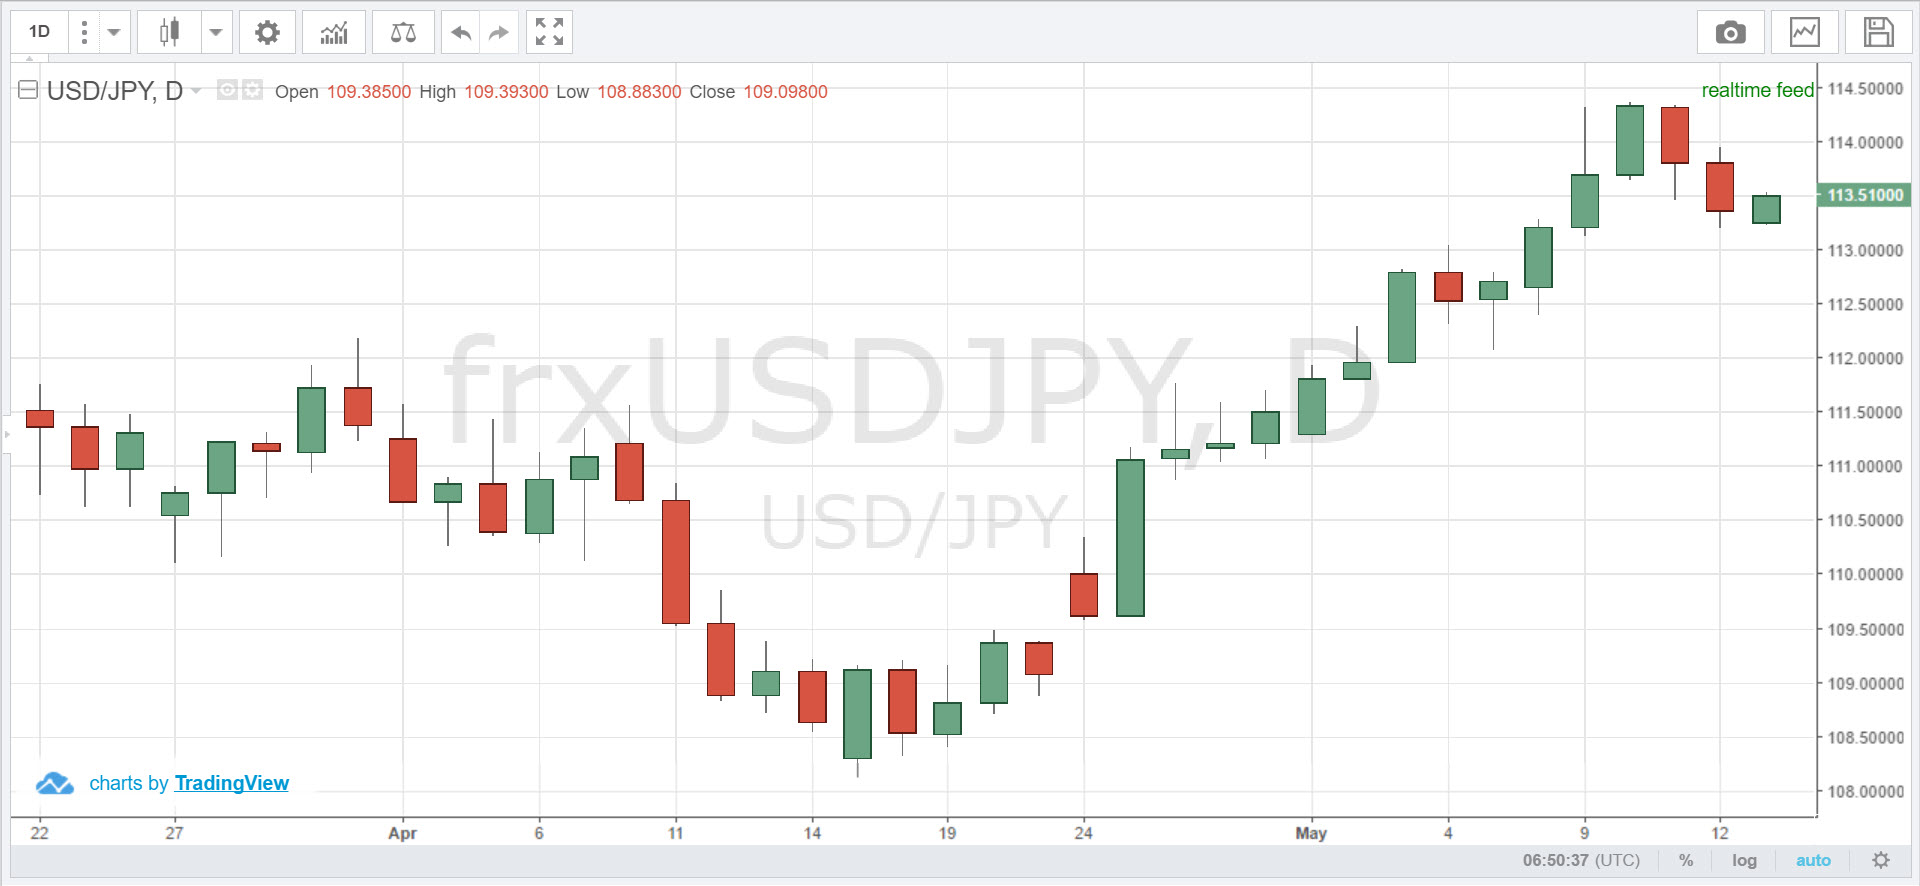 1D
USD/JPY, D Open 109.38500 High 109.39300 Low 108.88300 Close 109.09800
realtime feed
114.50000
114.00000
113.51000
113.00000
112.50000
112.00000
111.50000
111.00000
110.50000
110.00000
109.50000
109.00000
108.50000
108.00000
frxUSDJPY, D
USD/JPY
charts by TradingView
22 27 Apr 6 11 14 19 24 May 4 9 12
06:50:37 (UTC) % log auto